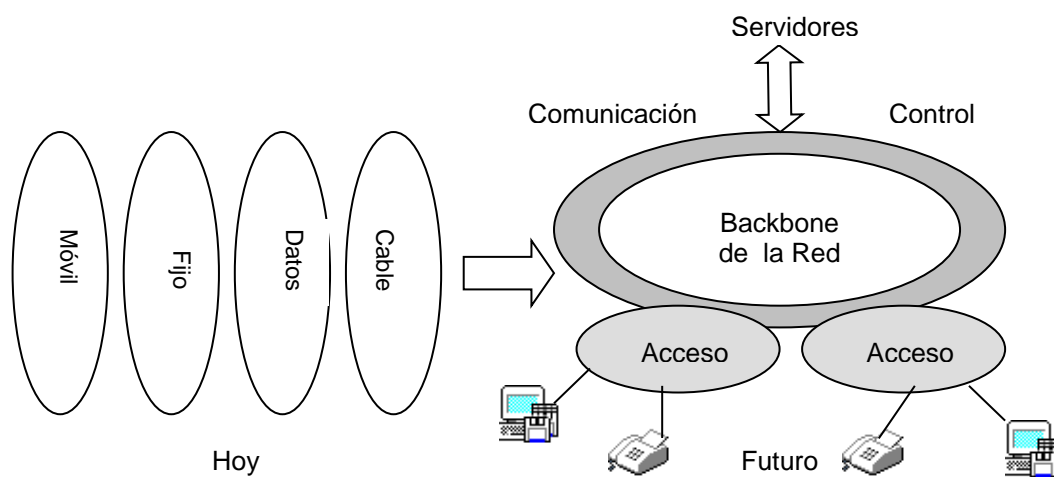 Servidores
Comunicación
Control
Móvil
Fijo
Datos
Cable
Backbone
de la Red
Acceso
Acceso
Hoy
Futuro